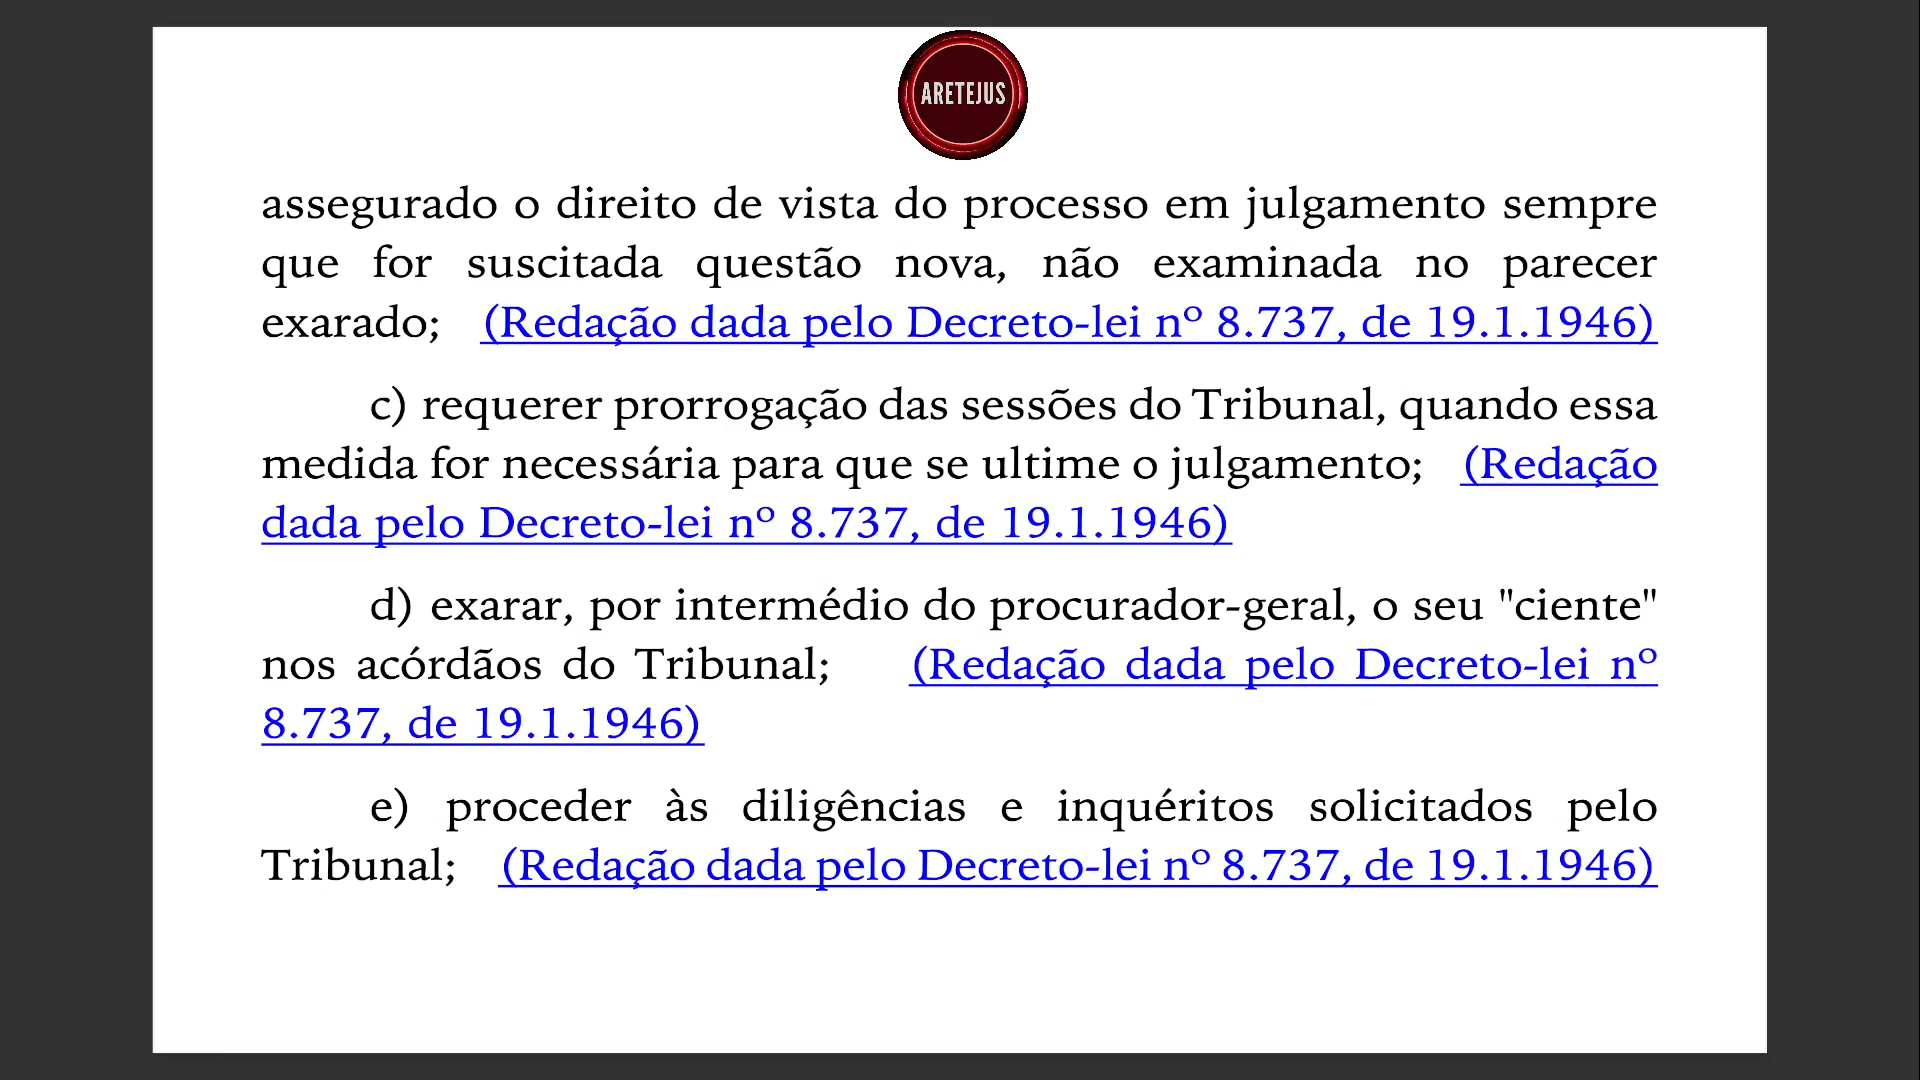 ARETEJUS
assegurado o direito de vista do processo em julgamento sempre
que for suscitada questão nova, não examinada no parecer
exarado; (Redação dada pelo Decreto-lei nº 8.737, de 19.1.1946)
c) requerer prorrogação das sessões do Tribunal, quando essa
medida for necessária para que se ultime o julgamento; (Redação
dada pelo Decreto-lei nº 8.737, de 19.1.1946)
d) exarar, por intermédio do procurador-geral, o seu "ciente"
nos acórdãos do Tribunal; (Redação dada pelo Decreto-lei nº
8.737, de 19.1.1946)
e) proceder às diligências e inquéritos solicitados pelo
Tribunal; (Redação dada pelo Decreto-lei nº 8.737, de 19.1.1946)